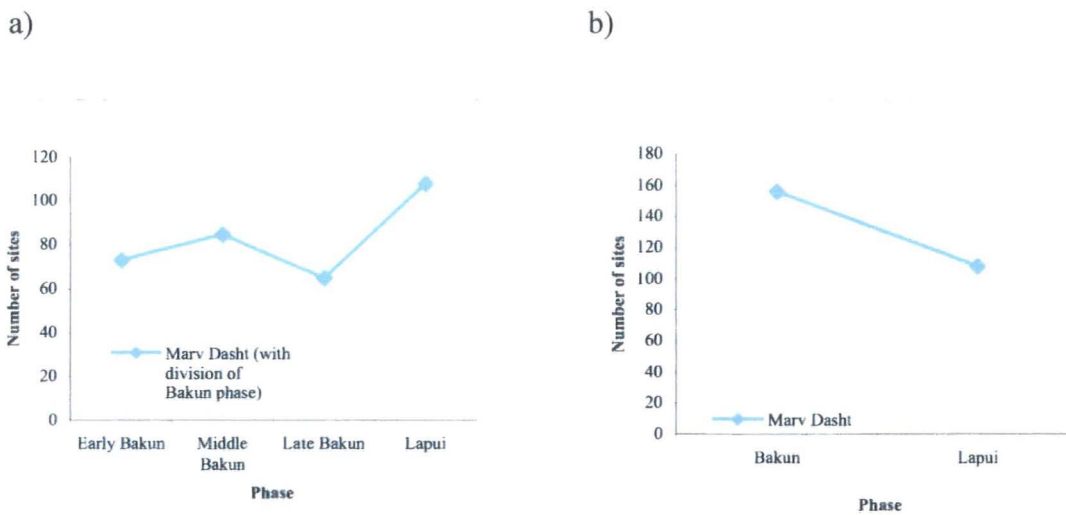 a)
b)
120
100
80
60
40
20
0
Number of sites
Marv Dasht (with
division of
Bakun phase)
Early Bakun
Middle
Bakun
Late Bakun
Lapui
Phase
180
160
140
120
100
80
60
40
20
0
Number of sites
Marv Dasht
Bakun
Lapui
Phase